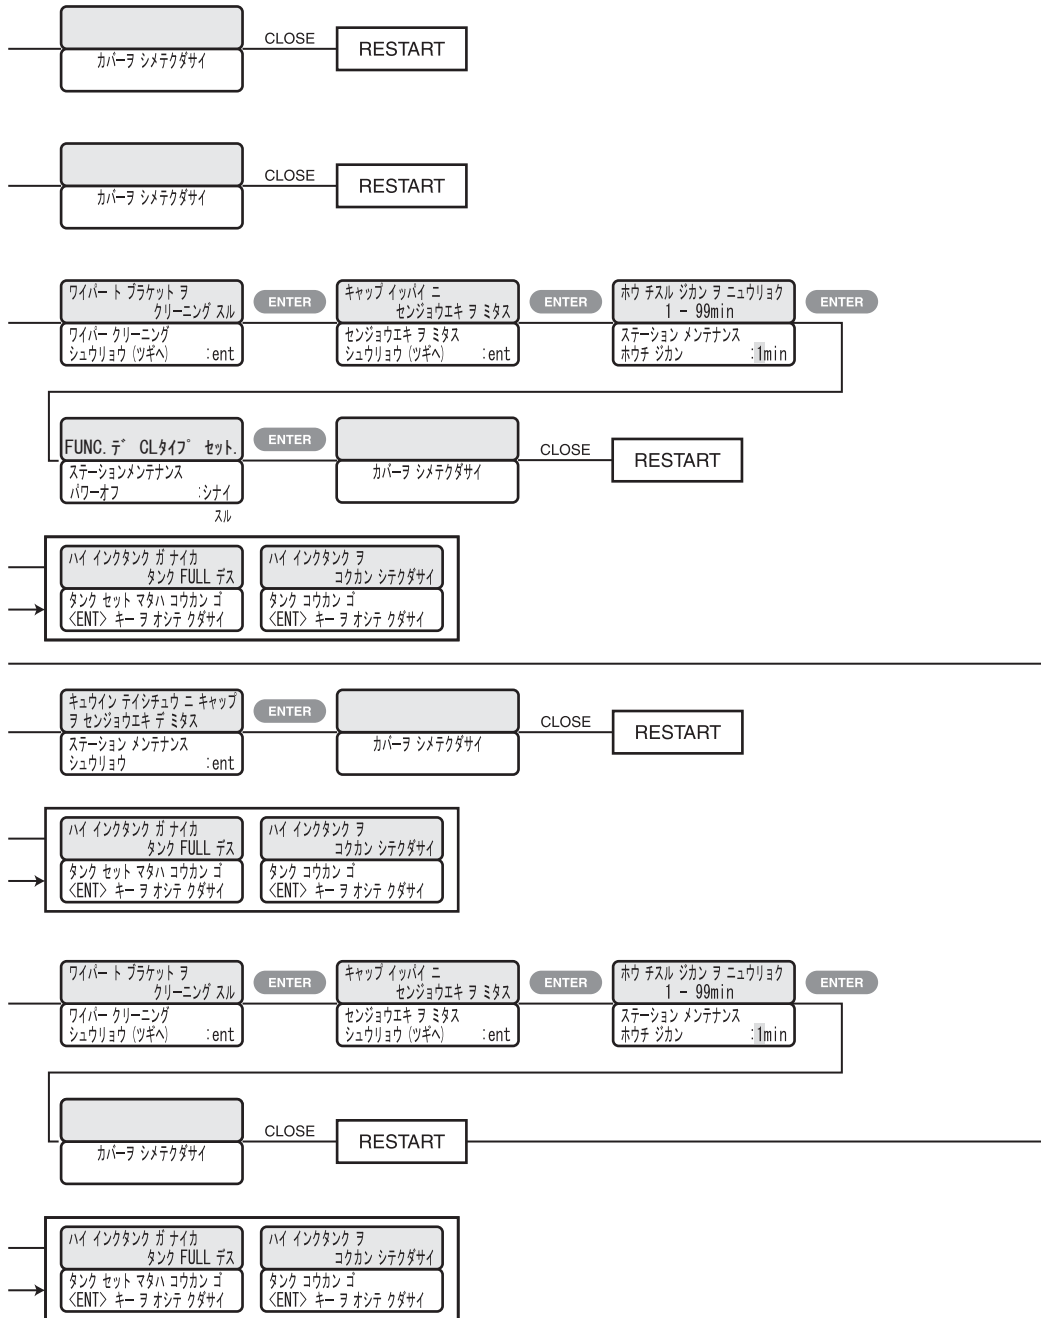 カバーヲ シメテクダサイ
CLOSE
RESTART
カバーヲ シメテクダサイ
CLOSE
RESTART
ワイパー ト ブラケット ヲ
クリーニング スル
ワイパー クリーニング
シュウリョウ (ツギヘ) :ent
ENTER
キャップ イッパイ ニ
センジョウエキ ヲ ミタス
センジョウエキ ヲ ミタス
シュウリョウ (ツギヘ) :ent
ENTER
ホウ チスル ジカン ヲ ニュウリョク
1 - 99min
ステーション メンテナンス
ホウチ ジカン :1min
ENTER
FUNC. デ CLタイプ セット.
ステーションメンテナンス
パワーオフ :シナイ
スル
ENTER
カバーヲ シメテクダサイ
CLOSE
RESTART
ハイ インクタンク ガ ナイカ
タンク FULL デス
タンク セット マタハ コウカン ゴ
<ENT> キー ヲ オシテ クダサイ
ハイ インクタンク ヲ
コクカン シテクダサイ
タンク コウカン ゴ
<ENT> キー ヲ オシテ クダサイ
キュウイン テイシチュウ ニ キャップ
ヲ センジョウエキ デ ミタス
ステーション メンテナンス
シュウリョウ :ent
ENTER
カバーヲ シメテクダサイ
CLOSE
RESTART
ハイ インクタンク ガ ナイカ
タンク FULL デス
タンク セット マタハ コウカン ゴ
<ENT> キー ヲ オシテ クダサイ
ハイ インクタンク ヲ
コクカン シテクダサイ
タンク コウカン ゴ
<ENT> キー ヲ オシテ クダサイ
ワイパー ト ブラケット ヲ
クリーニング スル
ワイパー クリーニング
シュウリョウ (ツギヘ) :ent
ENTER
キャップ イッパイ ニ
センジョウエキ ヲ ミタス
センジョウエキ ヲ ミタス
シュウリョウ (ツギヘ) :ent
ENTER
ホウ チスル ジカン ヲ ニュウリョク
1 - 99min
ステーション メンテナンス
ホウチ ジカン :1min
ENTER
カバーヲ シメテクダサイ
CLOSE
RESTART
ハイ インクタンク ガ ナイカ
タンク FULL デス
タンク セット マタハ コウカン ゴ
<ENT> キー ヲ オシテ クダサイ
ハイ インクタンク ヲ
コクカン シテクダサイ
タンク コウカン ゴ
<ENT> キー ヲ オシテ クダサイ